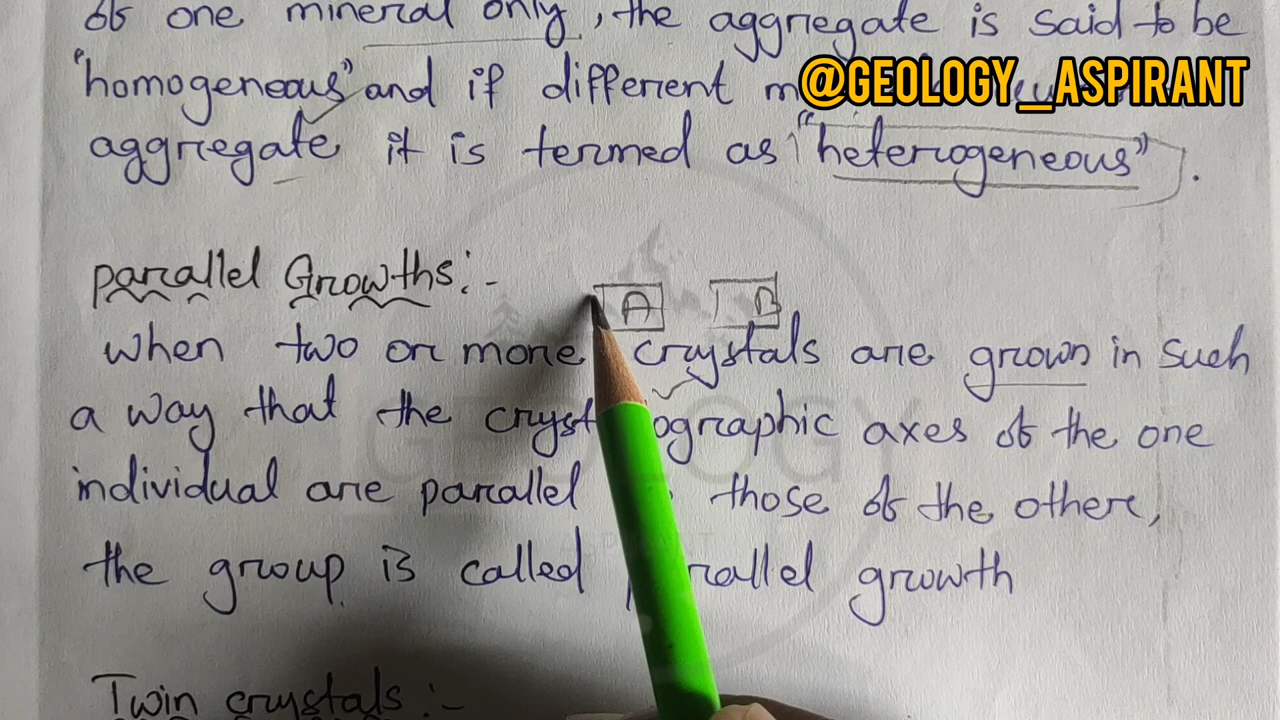 of one mineral only, the aggregate is said to be
"homogeneous" and if different
@GEOLOGY_ASPIRANT
aggregate it is termed as "heterogeneous".
Parallel Growths:-
A B
When two or more crystals are grown in such
a way that the crystallographic axes of the one
individual are parallel those of the other,
the group is called parallel growth
Twin crystals:-
GEOLOGY
ASPIRANT